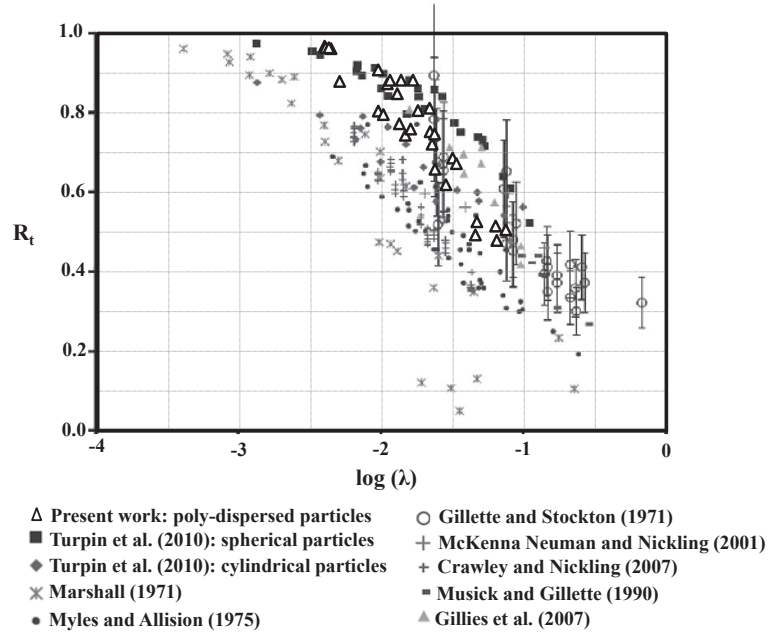 1.0
0.8
0.6
R_t
0.4
0.2
0.0
-4
-3
-2
-1
0
log (λ)
Present work: poly-dispersed particles
Turpin et al. (2010): spherical particles
Turpin et al. (2010): cylindrical particles
Marshall (1971)
Myles and Allision (1975)
Gillette and Stockton (1971)
McKenna Neuman and Nickling (2001)
Crawley and Nickling (2007)
Musick and Gillette (1990)
Gillies et al. (2007)